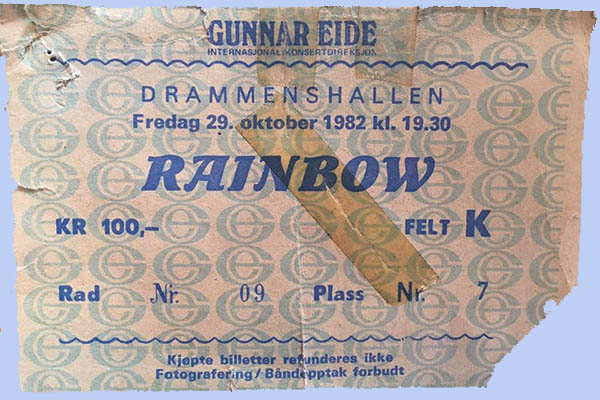 GUNNAR EIDE
INTERNASJONAL KONSERTDIREKSJON
DRAMMENSHALLEN
Fredag 29. oktober 1982 kl. 19.30
RAINBOW
KR 100,– FELT K
Rad Nr. 09 Plass Nr. 7
Kjøpte billetter refunderes ikke
Fotografering/Båndopptak forbudt